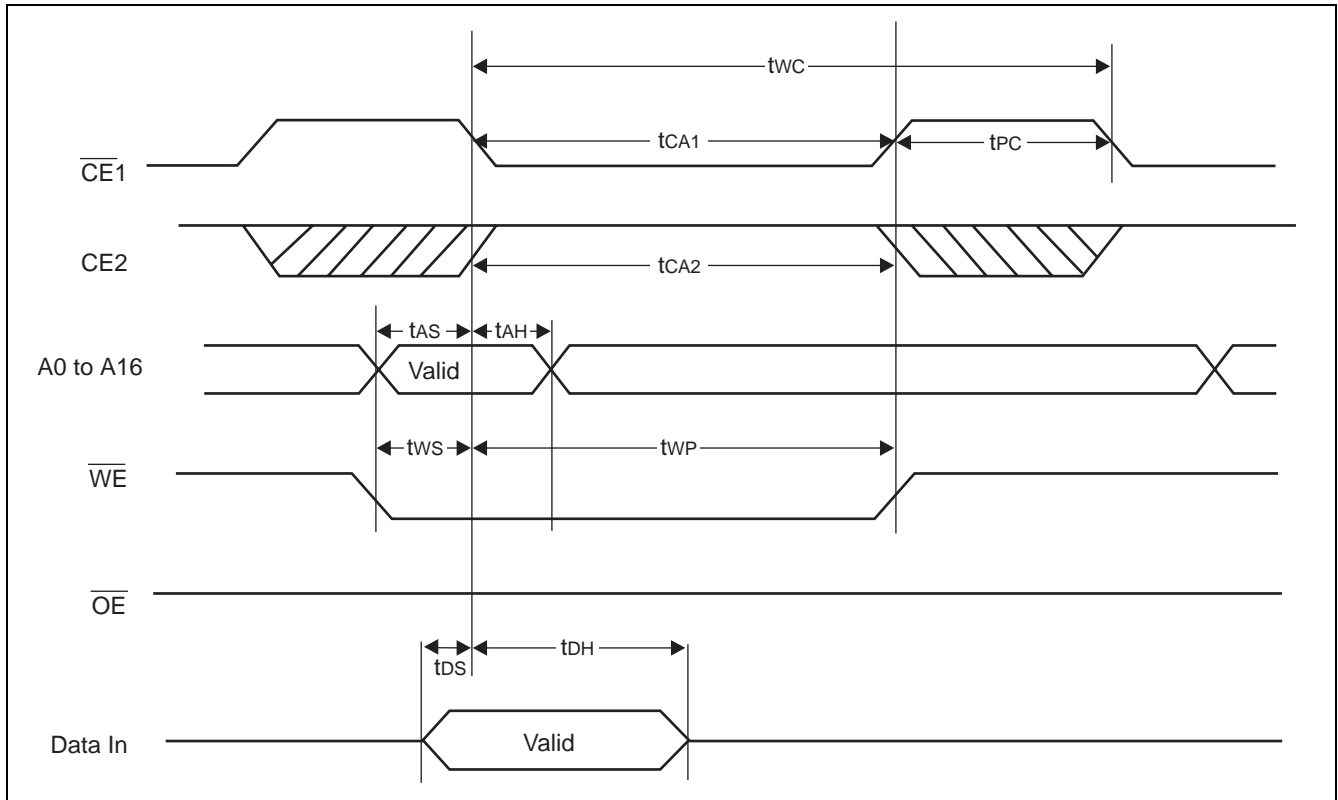 tWC
CE1
tCA1
tPC
CE2
tCA2
A0 to A16
tAS
tAH
Valid
WE
tWS
tWP
OE
tDS
tDH
Data In
Valid